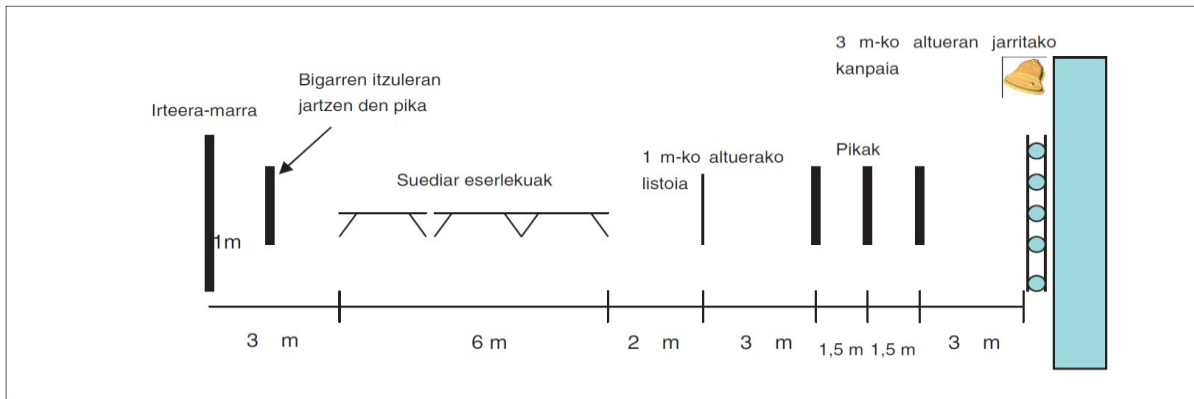 3 m-ko altueran jarritako
kanpaia
Bigarren itzuleran
jartzen den pika
Irteera-marra
1 m-ko altuerako
listoia
Pikak
Suediar eserlekuak
1m
3 m
6 m
2 m
3 m
1,5 m
1,5 m
3 m